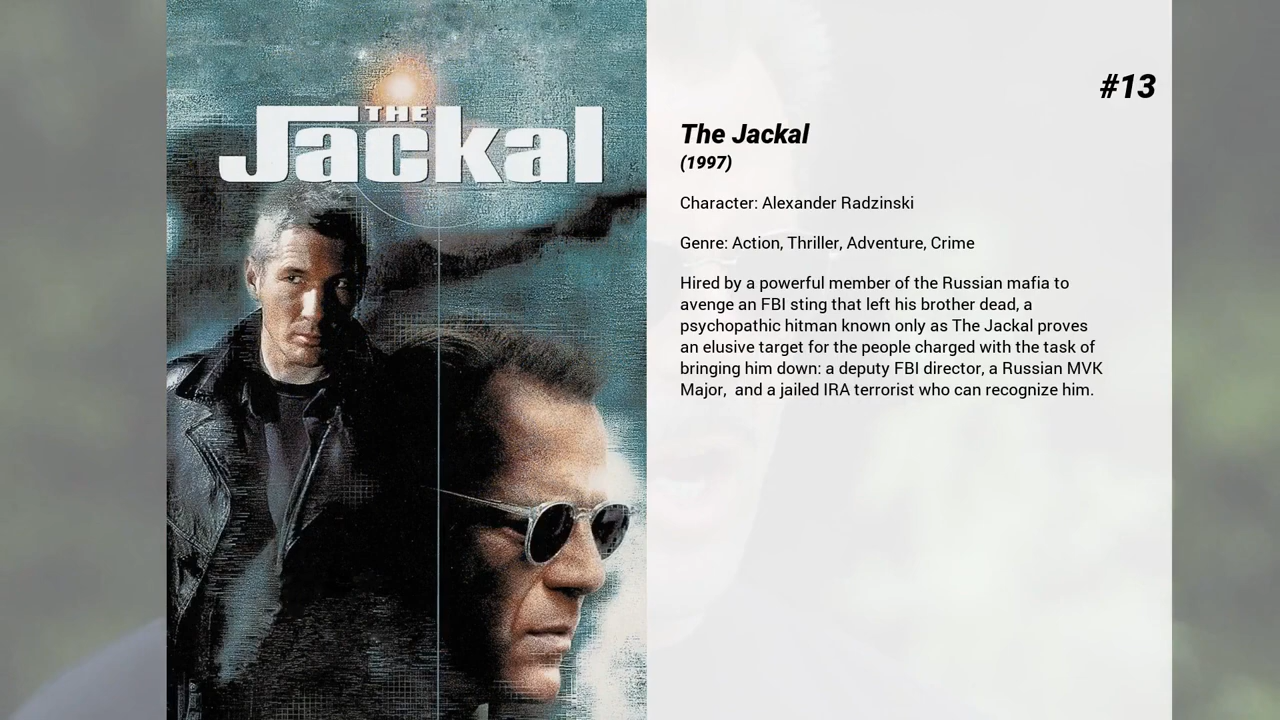 THE
Jackal
#13
The Jackal
(1997)
Character: Alexander Radzinski
Genre: Action, Thriller, Adventure, Crime
Hired by a powerful member of the Russian mafia to
avenge an FBI sting that left his brother dead, a
psychopathic hitman known only as The Jackal proves
an elusive target for the people charged with the task of
bringing him down: a deputy FBI director, a Russian MVK
Major,  and a jailed IRA terrorist who can recognize him.